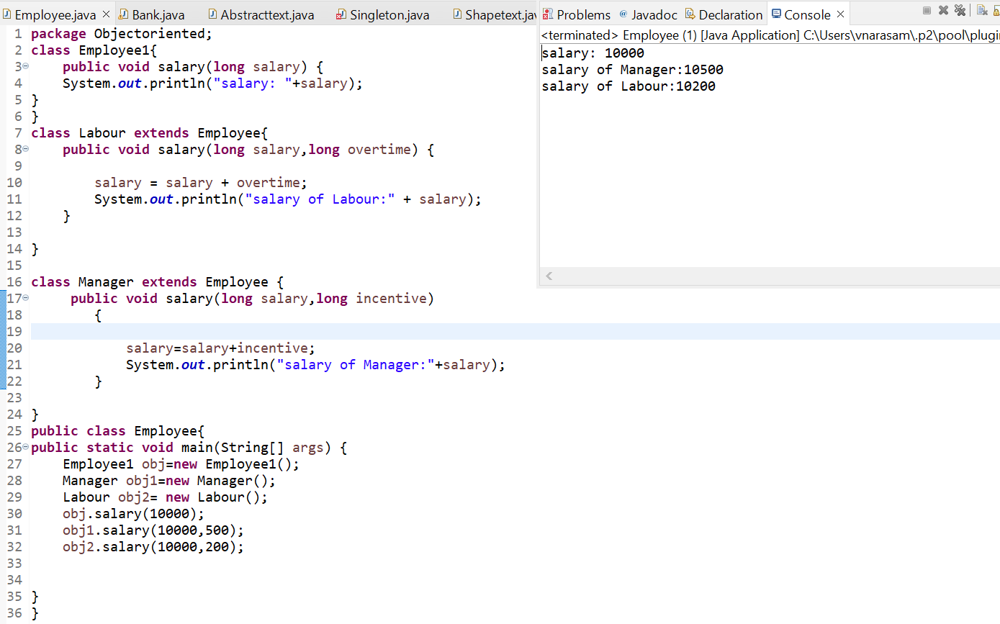 Employee.java Bank.java Abstracttext.java Singleton.java Shapetext.jav
1 package Objectoriented;
2 class Employee1{
3 public void salary(long salary) {
4 System.out.println("salary: "+salary);
5 }
6 }
7 class Labour extends Employee{
8 public void salary(long salary,long overtime) {
9
10 salary = salary + overtime;
11 System.out.println("salary of Labour:" + salary);
12 }
13
14 }
15
16 class Manager extends Employee {
17 public void salary(long salary,long incentive)
18 {
19
20 salary=salary+incentive;
21 System.out.println("salary of Manager:"+salary);
22 }
23
24 }
25 public class Employee{
26 public static void main(String[] args) {
27 Employee1 obj=new Employee1();
28 Manager obj1=new Manager();
29 Labour obj2= new Labour();
30 obj.salary(10000);
31 obj1.salary(10000,500);
32 obj2.salary(10000,200);
33
34
35 }
36 }
Problems @ Javadoc Declaration Console
<terminated> Employee (1) [Java Application] C:\Users\vnarasam\.p2\pool\plugi
salary: 10000
salary of Manager:10500
salary of Labour:10200